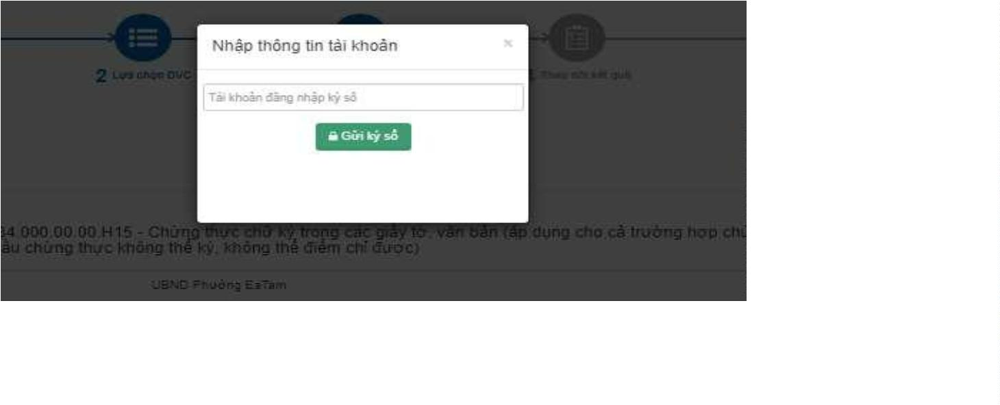 Nhập thông tin tài khoản
×
2 Lựa chọn DVC
Theo dõi kết quả
Tài khoản đăng nhập ký số
Gửi ký số
34.000.00.00.H15 - Chứng thực chữ ký trong các giấy tờ, văn bản (áp dụng cho cả trường hợp chứ
ầu chứng thực không thể ký, không thể điểm chỉ được)
UBND Phường EaTam